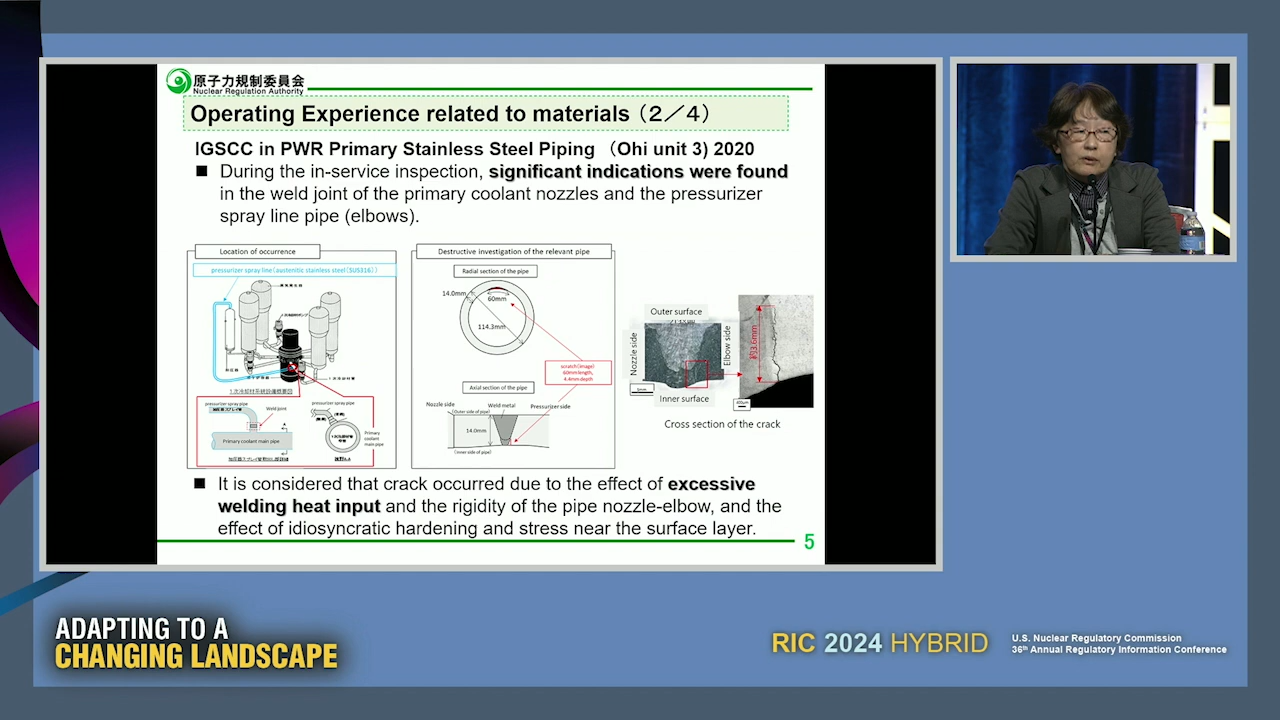 原子力規制委員会
Nuclear Regulation Authority
Operating Experience related to materials（２／４）
IGSCC in PWR Primary Stainless Steel Piping （Ohi unit 3) 2020
■ During the in-service inspection, significant indications were found
in the weld joint of the primary coolant nozzles and the pressurizer
spray line pipe (elbows).
Location of occurrence
pressurizer spray line(austenitic stainless steel(SUS316))
pressurizer spray pipe
Weld joint
Primary coolant main pipe
pressurizer spray pipe
Primary
coolant
main pipe
Destructive investigation of the relevant pipe
Radial section of the pipe
14.0mm
60mm
114.3mm
scratch(image)
60mm length,
4.4mm depth
Axial section of the pipe
Nozzle side
Weld metal
Pressurizer side
(Outer side of pipe)
14.0mm
(Inner side of pipe)
Outer surface
Nozzle side
Elbow side
Inner surface
約3.6mm
Cross section of the crack
■ It is considered that crack occurred due to the effect of excessive
welding heat input and the rigidity of the pipe nozzle-elbow, and the
effect of idiosyncratic hardening and stress near the surface layer.
5
ADAPTING TO A
CHANGING LANDSCAPE
RIC 2024 HYBRID
U.S. Nuclear Regulatory Commission
36th Annual Regulatory Information Conference